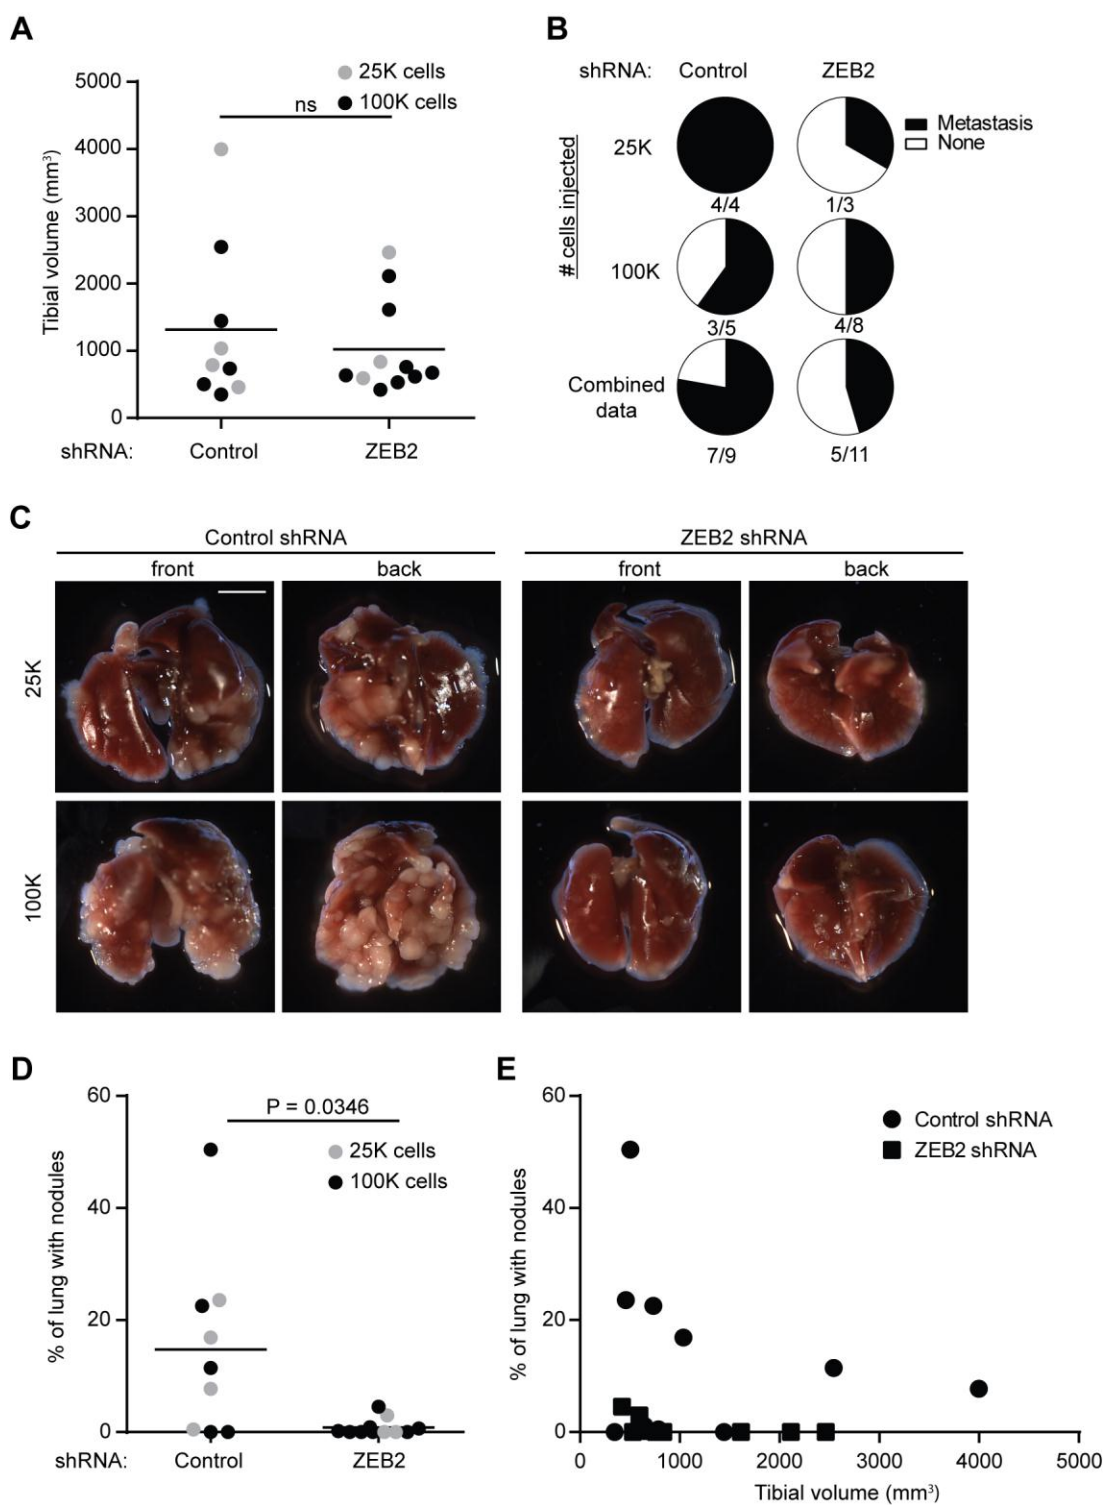 A
5000
4000
3000
2000
1000
0
Tibial volume (mm³)
25K cells
100K cells
ns
shRNA:
Control
ZEB2
B
shRNA:
Control
ZEB2
# cells injected
25K
4/4
1/3
Metastasis
None
100K
3/5
4/8
Combined
data
7/9
5/11
C
Control shRNA
ZEB2 shRNA
front
back
front
back
25K
100K
D
60
40
20
0
% of lung with nodules
P = 0.0346
25K cells
100K cells
shRNA:
Control
ZEB2
E
60
40
20
0
% of lung with nodules
Control shRNA
ZEB2 shRNA
0
1000
2000
3000
4000
5000
Tibial volume (mm³)